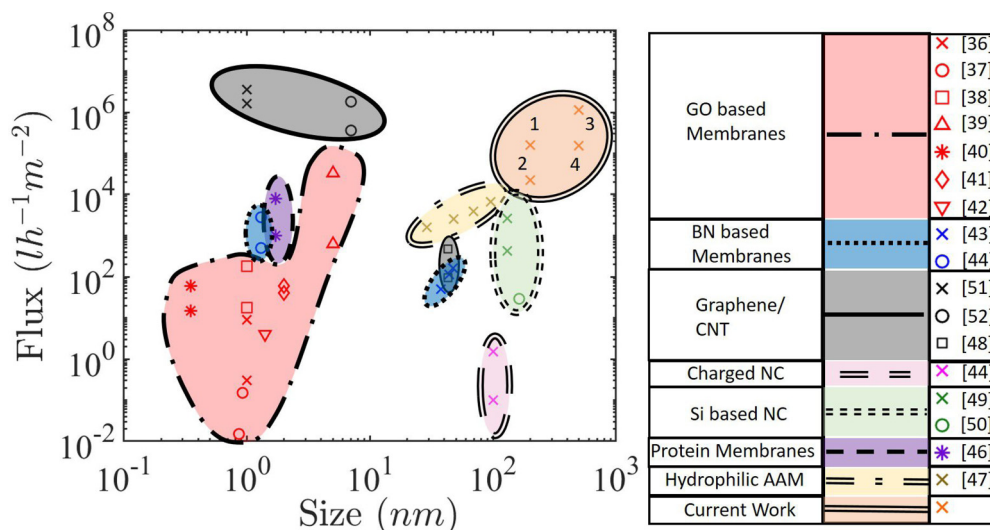 10^8
10^6
10^4
10^2
10^0
10^-2
Flux (lh^-1m^-2)
1
3
2
4
10^-1
10^0
10^1
10^2
10^3
Size (nm)
GO based
Membranes
[36]
[37]
[38]
[39]
[40]
[41]
[42]
BN based
Membranes
[43]
[44]
Graphene/
CNT
[51]
[52]
[48]
Charged NC
[44]
Si based NC
[49]
[50]
Protein Membranes
[46]
Hydrophilic AAM
[47]
Current Work